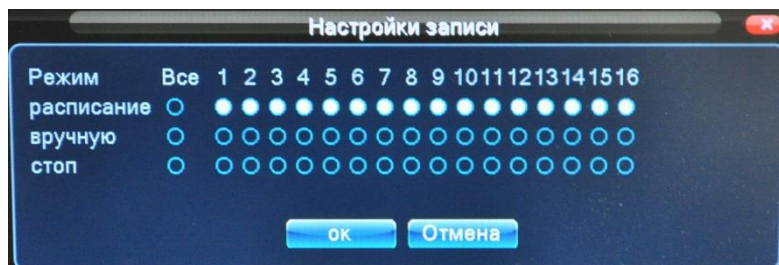 Настройки записи
Режим Все 1 2 3 4 5 6 7 8 9 10 11 12 13 14 15 16
расписание
вручную
стоп
ок Отмена